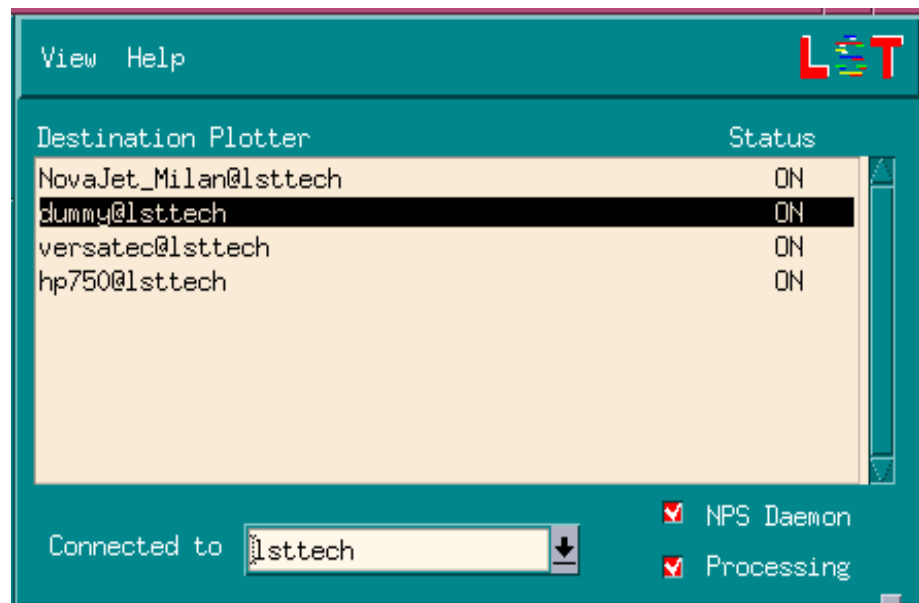 View Help LST
Destination Plotter Status
NovaJet_Milan@lsttech ON
dummy@lsttech ON
versatec@lsttech ON
hp750@lsttech ON
NPS Daemon
Connected to lsttech
Processing